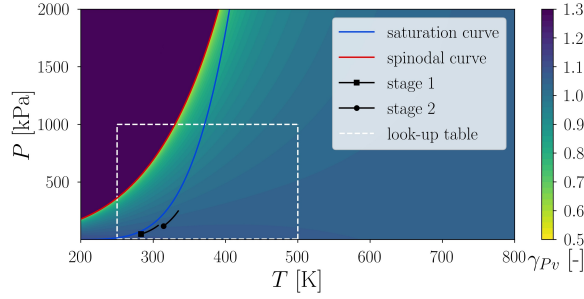 2000
1500
1000
500
P [kPa]
200
300
400
500
600
700
800
T [K]
saturation curve
spinodal curve
stage 1
stage 2
look-up table
1.3
1.2
1.1
1.0
0.9
0.8
0.7
0.6
0.5
γPv [-]